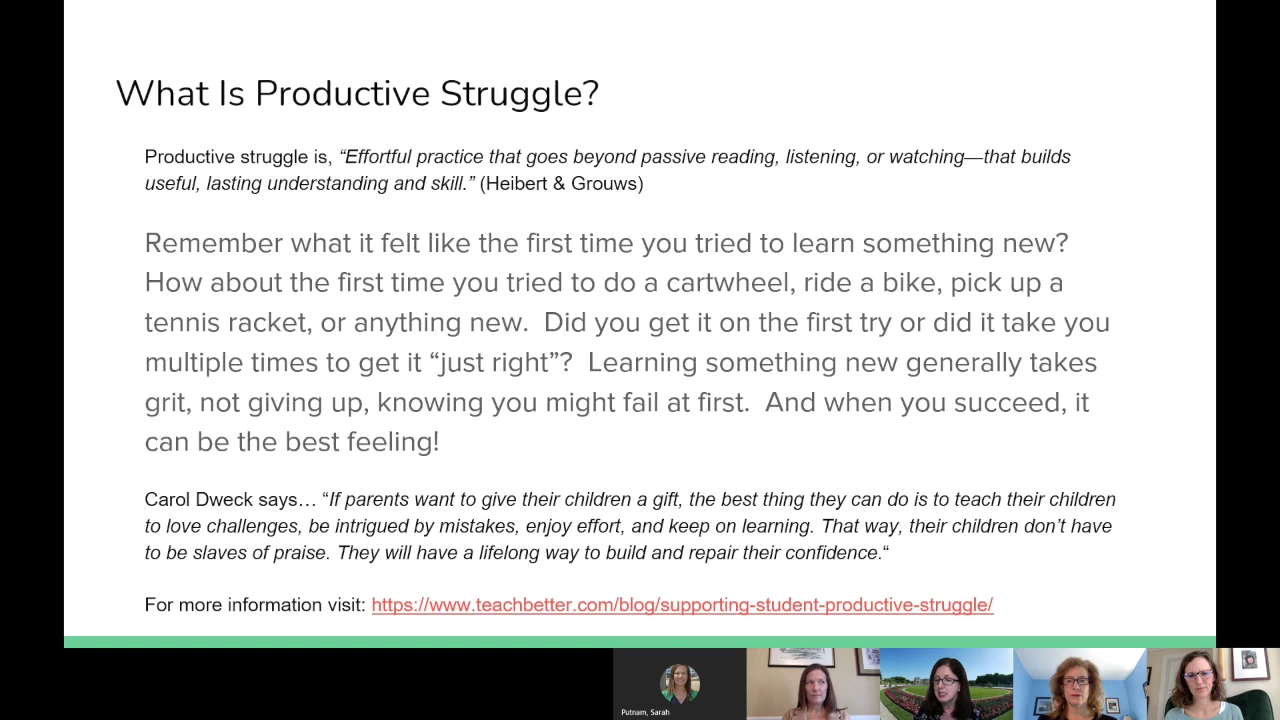 What Is Productive Struggle?
Productive struggle is, “Effortful practice that goes beyond passive reading, listening, or watching—that builds
useful, lasting understanding and skill.” (Heibert & Grouws)
Remember what it felt like the first time you tried to learn something new?
How about the first time you tried to do a cartwheel, ride a bike, pick up a
tennis racket, or anything new.  Did you get it on the first try or did it take you
multiple times to get it “just right”?  Learning something new generally takes
grit, not giving up, knowing you might fail at first.  And when you succeed, it
can be the best feeling!
Carol Dweck says… “If parents want to give their children a gift, the best thing they can do is to teach their children
to love challenges, be intrigued by mistakes, enjoy effort, and keep on learning. That way, their children don’t have
to be slaves of praise. They will have a lifelong way to build and repair their confidence.“
For more information visit: https://www.teachbetter.com/blog/supporting-student-productive-struggle/
Putnam, Sarah